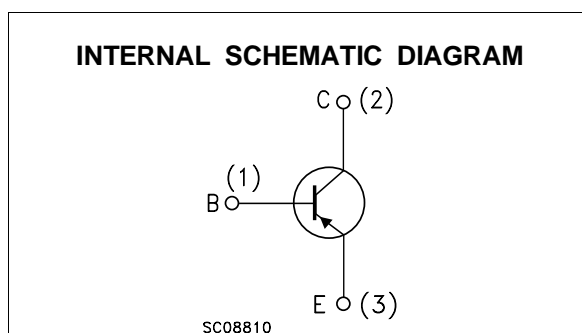 INTERNAL SCHEMATIC DIAGRAM
C (2)
(1)
B
E (3)
SC08810